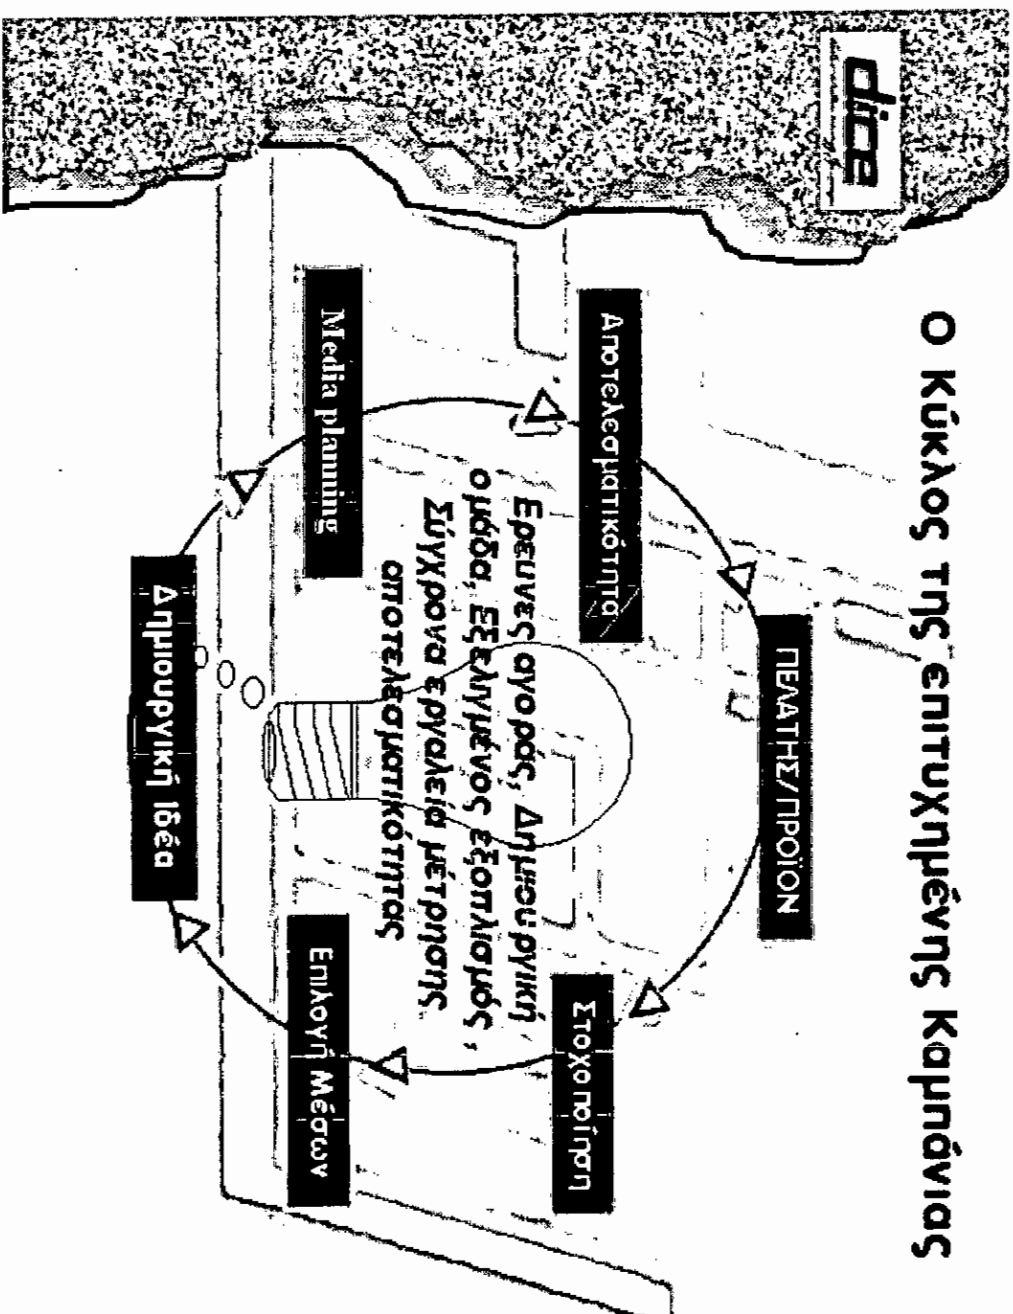 dice
Ο Κύκλος της επιτυχημένης Καμπάνιας
ΠΕΛΑΤΗΣ/ΠΡΟΪΟΝ
Στοχοποίηση
Επιλογή Μέσων
Δημιουργική Ιδέα
Media planning
Αποτελεσματικότητα
Ερευνες αγοράς, Δημιουργική
ομάδα, Εξελιγμένος εξοπλισμός,
Σύγχρονα εργαλεία μέτρησης
αποτελεσματικότητας